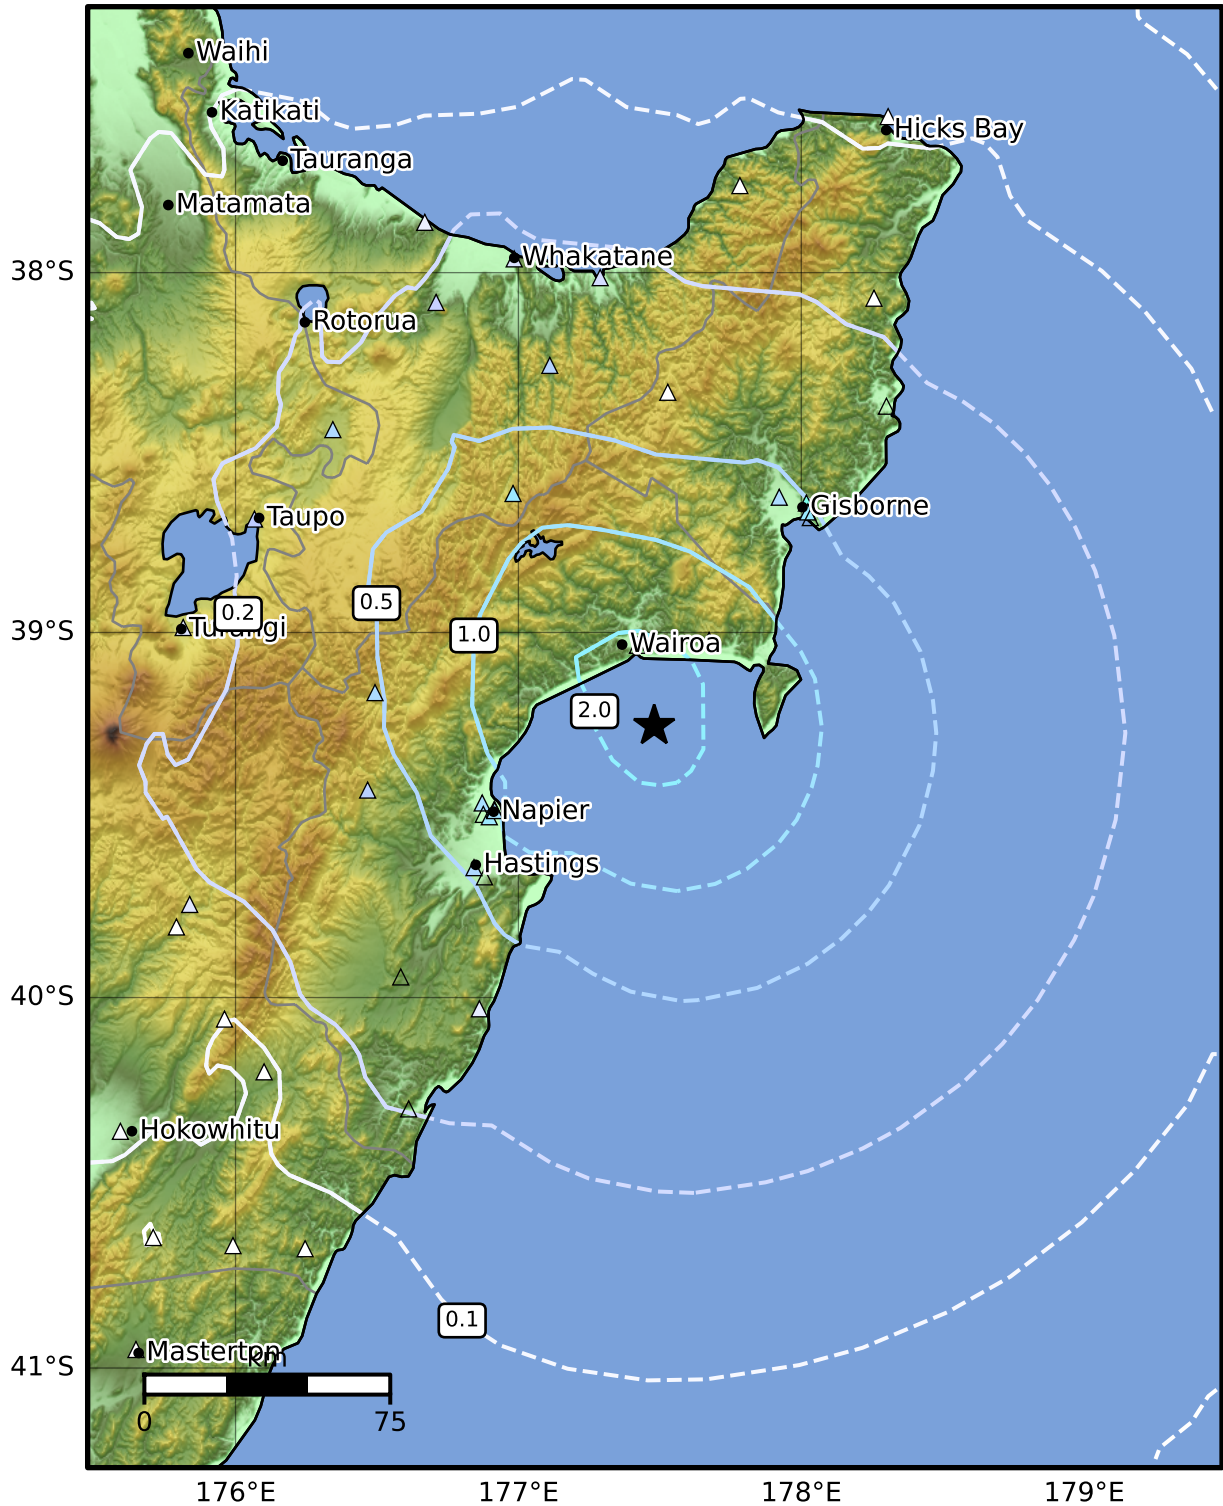 Waihi
Katikati
Hicks Bay
Tauranga
Matamata
Whakatane
38°S
Rotorua
Gisborne
Taupo
0.5
0.2
Turangi
39°S
1.0
Wairoa
2.0
Napier
Hastings
40°S
Hokowhitu
0.1
Masterton
km
41°S
0
75
176°E
177°E
178°E
179°E